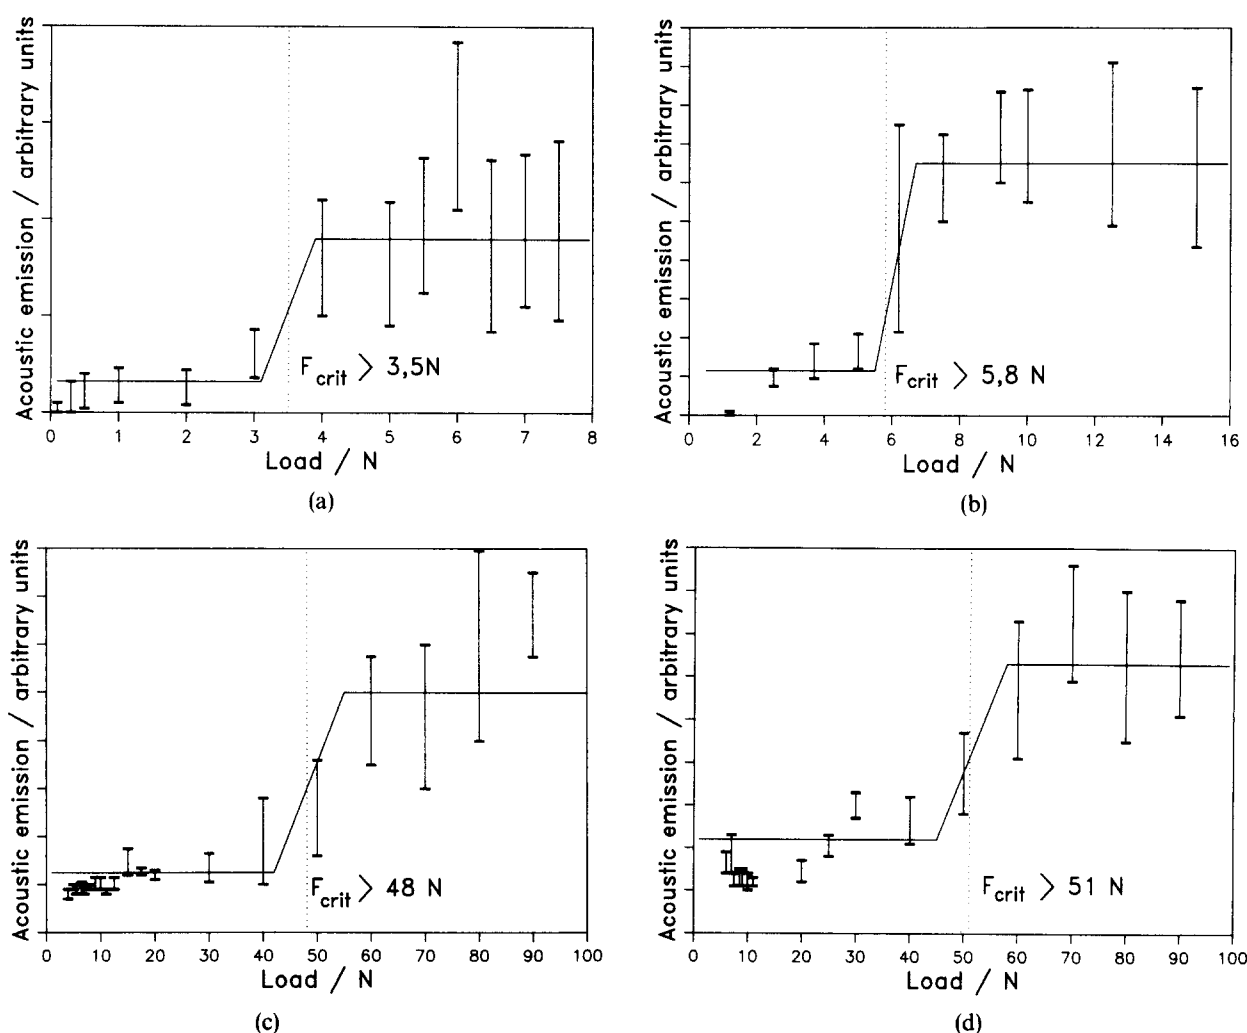 Acoustic emission / arbitrary units
F_crit > 3,5N
0 1 2 3 4 5 6 7 8
Load / N
(a)
Acoustic emission / arbitrary units
F_crit > 5,8 N
0 2 4 6 8 10 12 14 16
Load / N
(b)
Acoustic emission / arbitrary units
F_crit > 48 N
0 10 20 30 40 50 60 70 80 90 100
Load / N
(c)
Acoustic emission / arbitrary units
F_crit > 51 N
0 10 20 30 40 50 60 70 80 90 100
Load / N
(d)